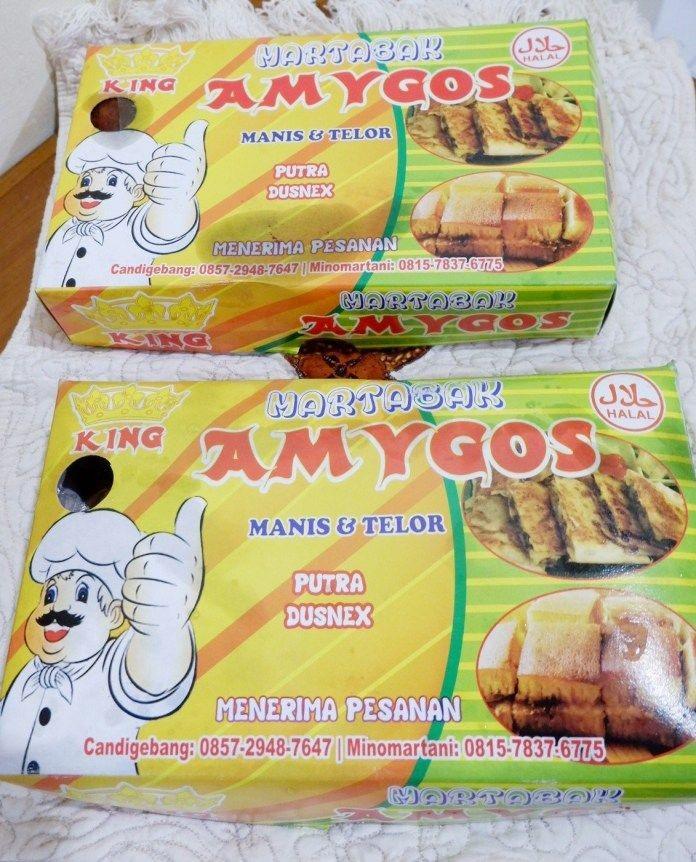 MARTABAK
KING
AMYGOS
حلال
HALAL
MANIS & TELOR
PUTRA
DUSNEX
MENERIMA PESANAN
Candigebang: 0857-2948-7647 | Minomartani: 0815-7837-6775
MARTABAK
KING
AMYGOS
MARTABAK
KING
AMYGOS
حلال
HALAL
MANIS & TELOR
PUTRA
DUSNEX
MENERIMA PESANAN
Candigebang: 0857-2948-7647 | Minomartani: 0815-7837-6775
MARTABAK
AMYGOS